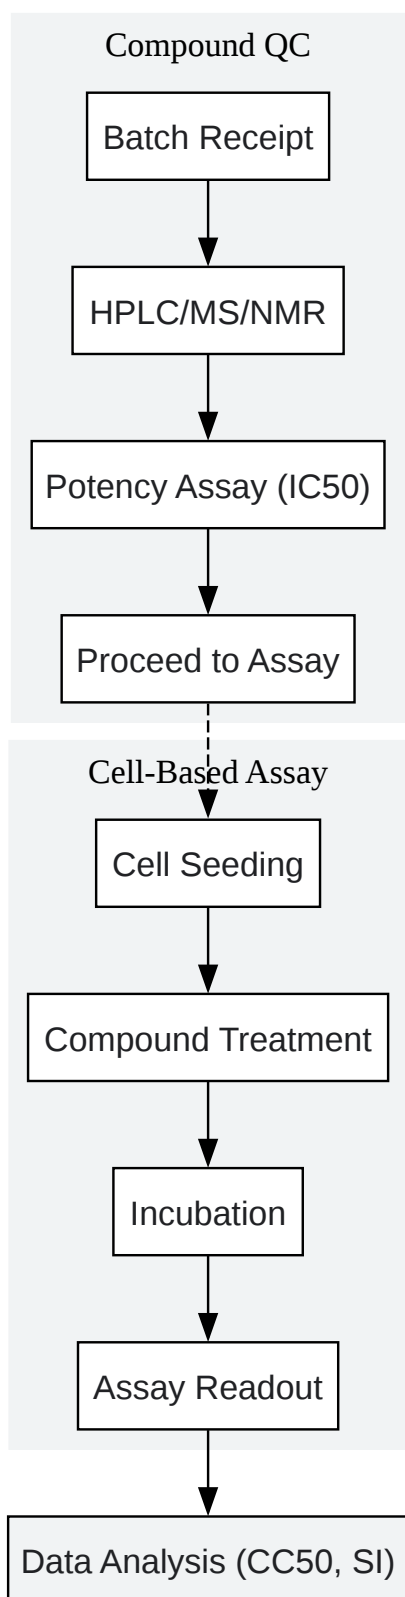 Compound QC
Batch Receipt
HPLC/MS/NMR
Potency Assay (IC50)
Proceed to Assay
Cell-Based Assay
Cell Seeding
Compound Treatment
Incubation
Assay Readout
Data Analysis (CC50, SI)